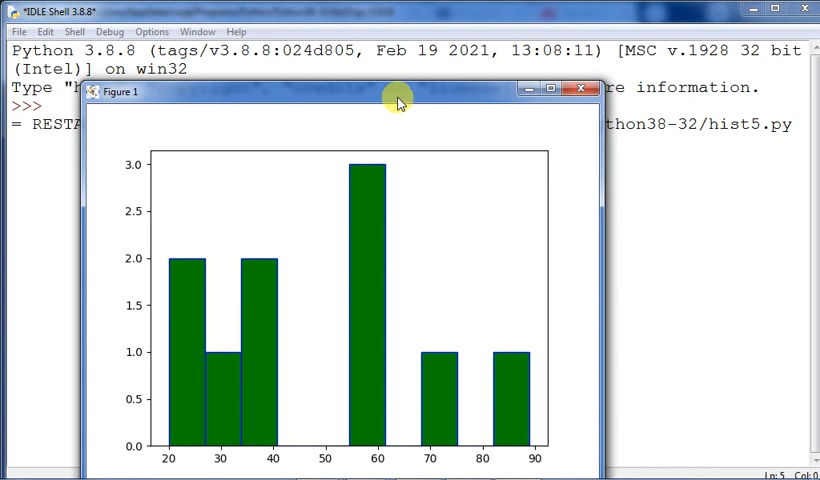 *IDLE Shell 3.8.8*
File Edit Shell Debug Options Window Help
Python 3.8.8 (tags/v3.8.8:024d805, Feb 19 2021, 13:08:11) [MSC v.1928 32 bit
(Intel)] on win32
Type "h re information.
>>>
= RESTA thon38-32/hist5.py
Figure 1
3.0
2.5
2.0
1.5
1.0
0.5
0.0
20 30 40 50 60 70 80 90
Ln: 5 Col: 0